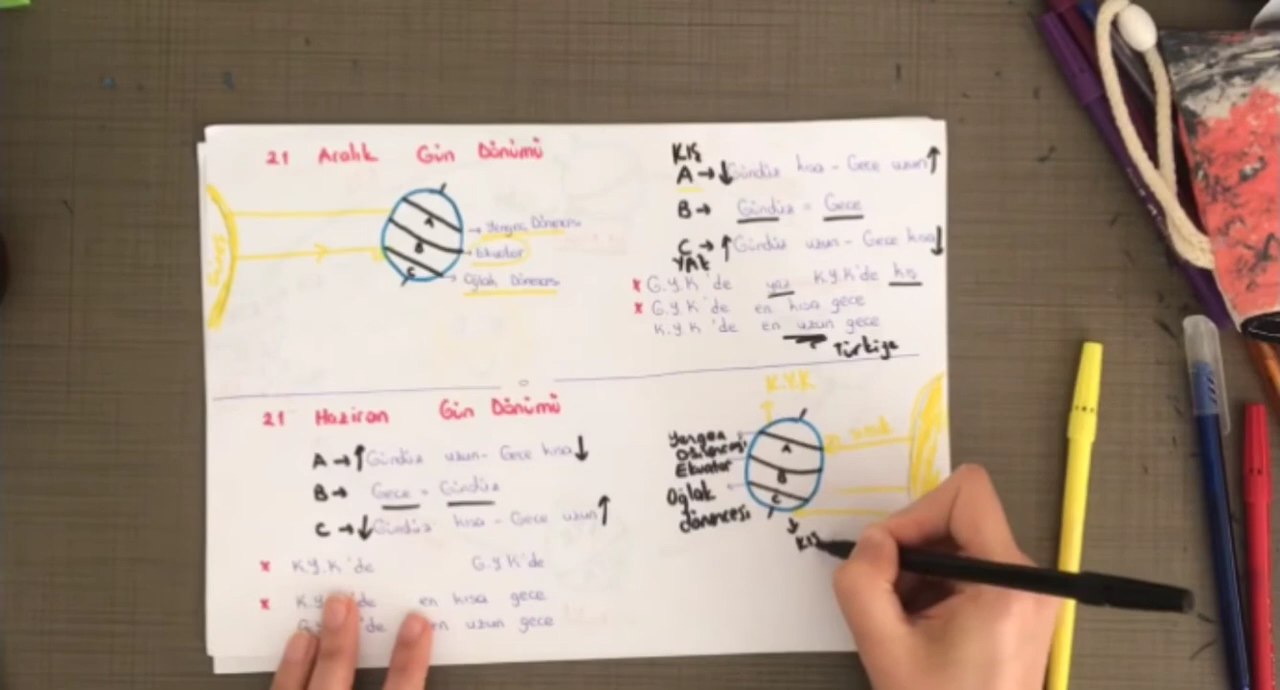 21 Aralık Gün Dönümü
A
B
C
→ Yengeç Dönencesi
→ Ekvator
→ Oğlak Dönencesi
KIŞ
A → ↓ Gündüz kısa - Gece uzun ↑
B → Gündüz = Gece
C → ↑ Gündüz uzun - Gece kısa ↓
YAZ
x G.Y.K'de yaz K.Y.K'de kış
x G.Y.K'de en kısa gece
K.Y.K'de en uzun gece
Türkiye
21 Haziran Gün Dönümü
A → ↑ Gündüz uzun - Gece kısa ↓
B → Gece = Gündüz
C → ↓ Gündüz kısa - Gece uzun ↑
x K.Y.K'de G.Y.K'de
x en kısa gece
en uzun gece
K.Y.K
Yengeç
Dönencesi
Ekvator
Oğlak
dönencesi
A
B
C
KIŞ